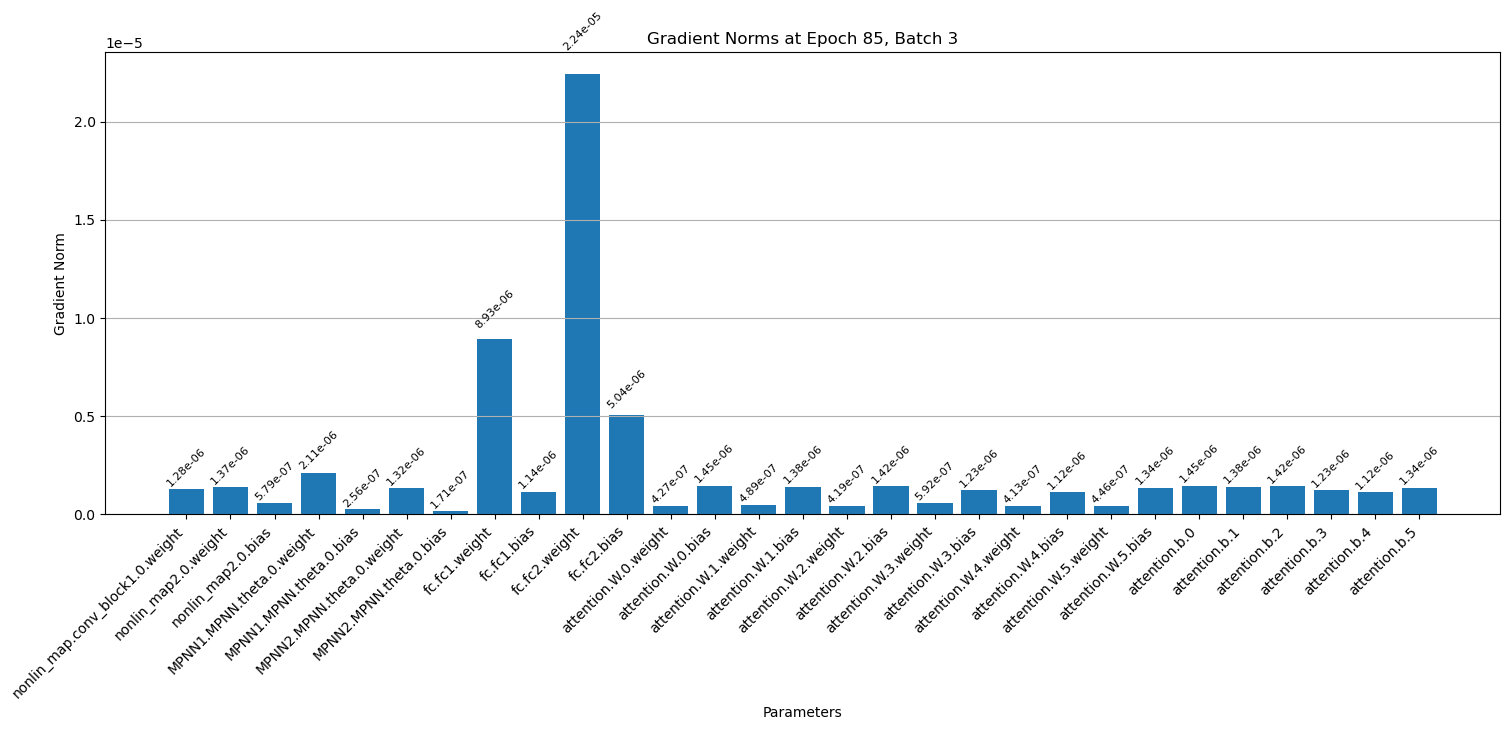 Gradient Norms at Epoch 85, Batch 3
1e−5
Gradient Norm
2.0
1.5
1.0
0.5
0.0
1.28e-06
1.37e-06
5.79e-07
2.11e-06
2.56e-07
1.32e-06
1.71e-07
8.93e-06
1.14e-06
2.24e-05
5.04e-06
4.27e-07
1.45e-06
4.89e-07
1.38e-06
4.19e-07
1.42e-06
5.92e-07
1.23e-06
4.13e-07
1.12e-06
4.46e-07
1.34e-06
1.45e-06
1.38e-06
1.42e-06
1.23e-06
1.12e-06
1.34e-06
nonlin_map.conv_block1.0.weight
nonlin_map2.0.weight
nonlin_map2.0.bias
MPNN1.MPNN.theta.0.weight
MPNN1.MPNN.theta.0.bias
MPNN2.MPNN.theta.0.weight
MPNN2.MPNN.theta.0.bias
fc.fc1.weight
fc.fc1.bias
fc.fc2.weight
fc.fc2.bias
attention.W.0.weight
attention.W.0.bias
attention.W.1.weight
attention.W.1.bias
attention.W.2.weight
attention.W.2.bias
attention.W.3.weight
attention.W.3.bias
attention.W.4.weight
attention.W.4.bias
attention.W.5.weight
attention.W.5.bias
attention.b.0
attention.b.1
attention.b.2
attention.b.3
attention.b.4
attention.b.5
Parameters